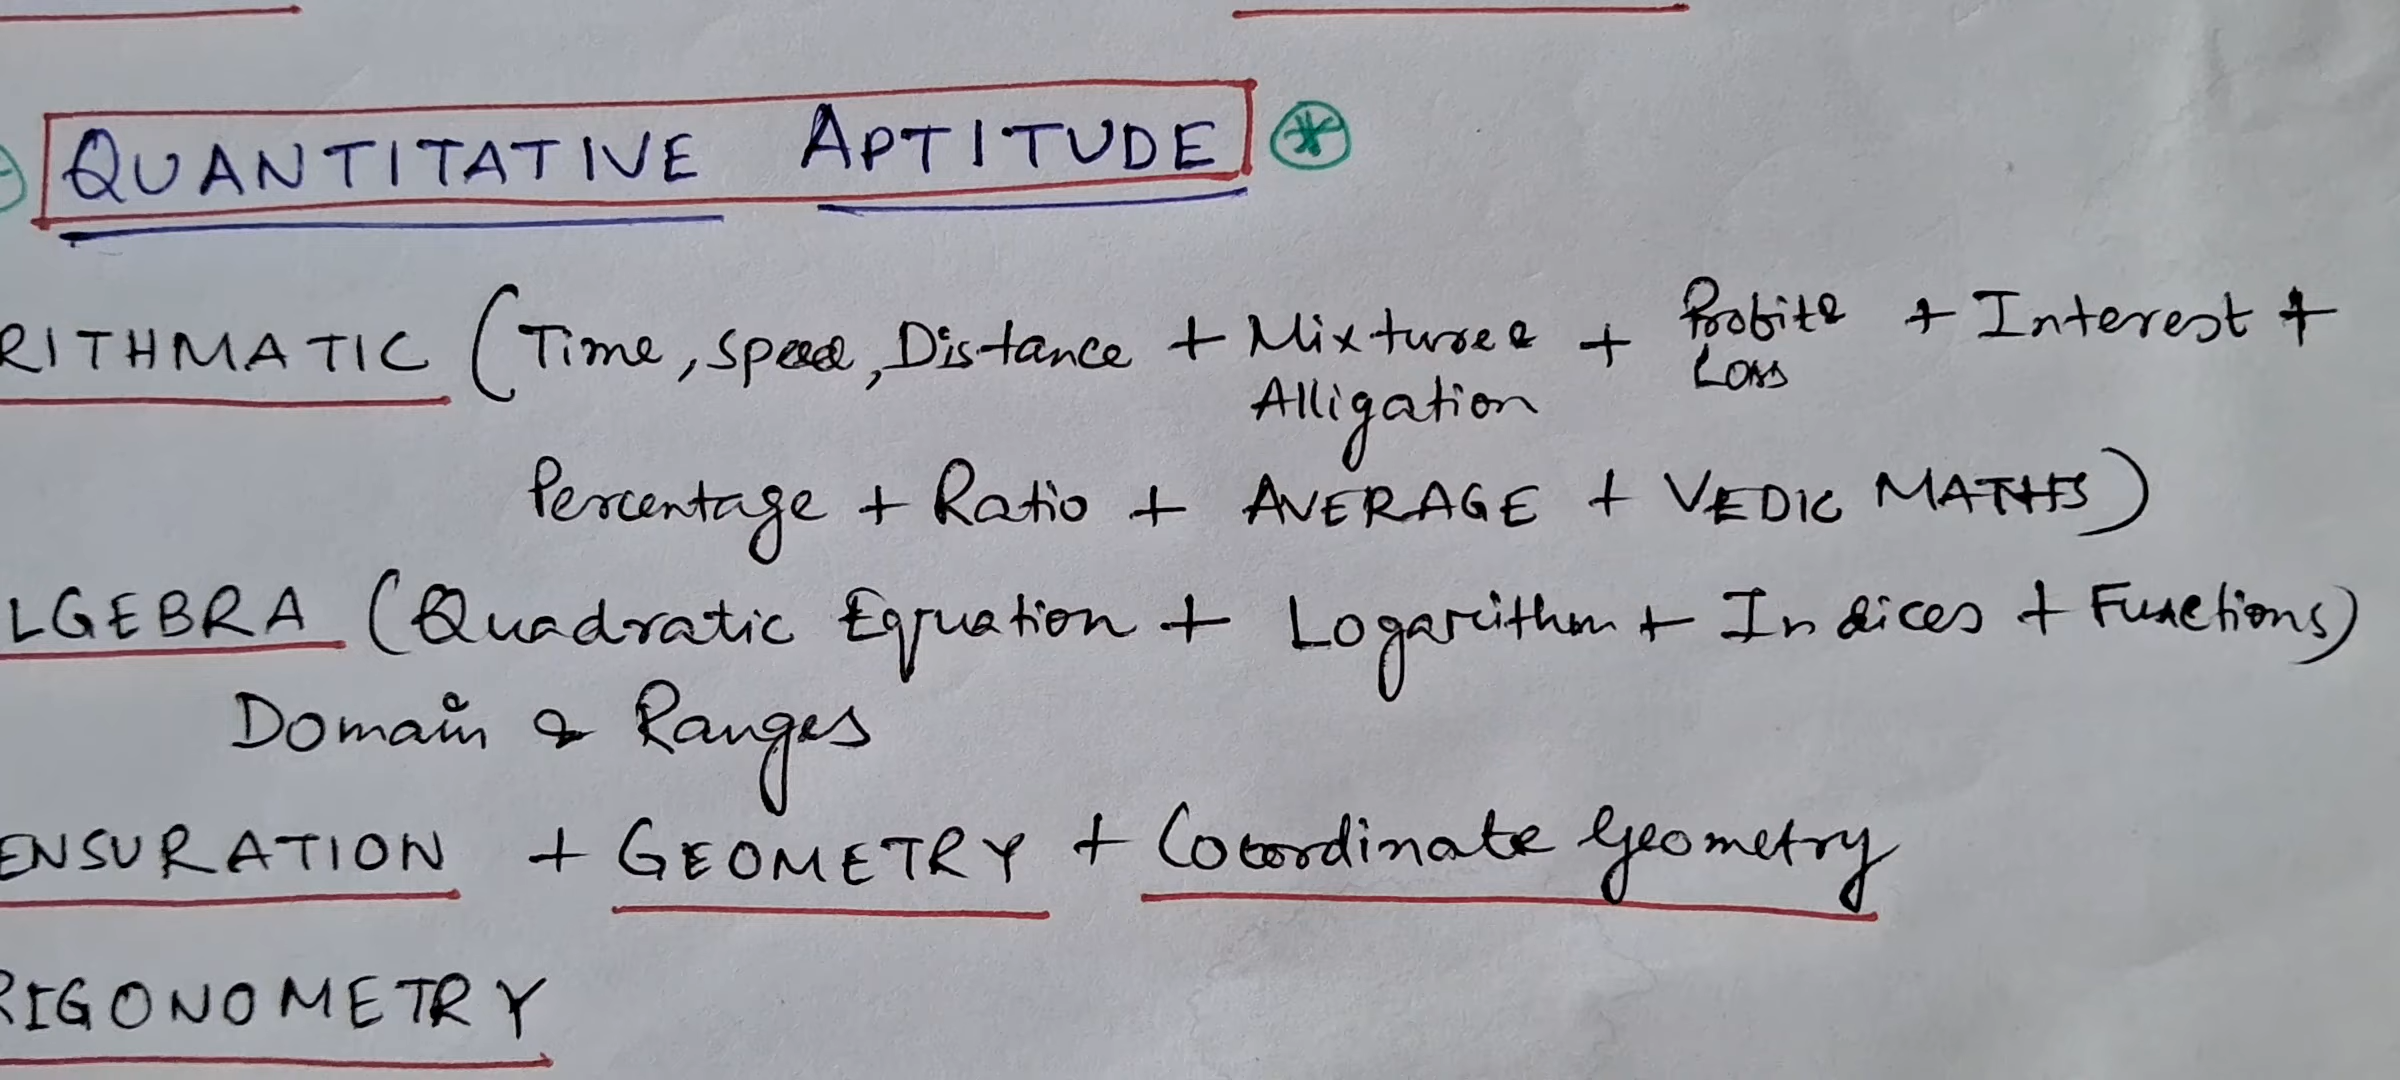 QUANTITATIVE APTITUDE
RITHMATIC (Time, Speed, Distance + Mixture & Alligation + Profit & Loss + Interest +
Percentage + Ratio + AVERAGE + VEDIC MATHS)
LGEBRA (Quadratic Equation + Logarithm + Indices + Functions)
Domain & Ranges
ENSURATION + GEOMETRY + Coordinate Geometry
RIGONOMETRY